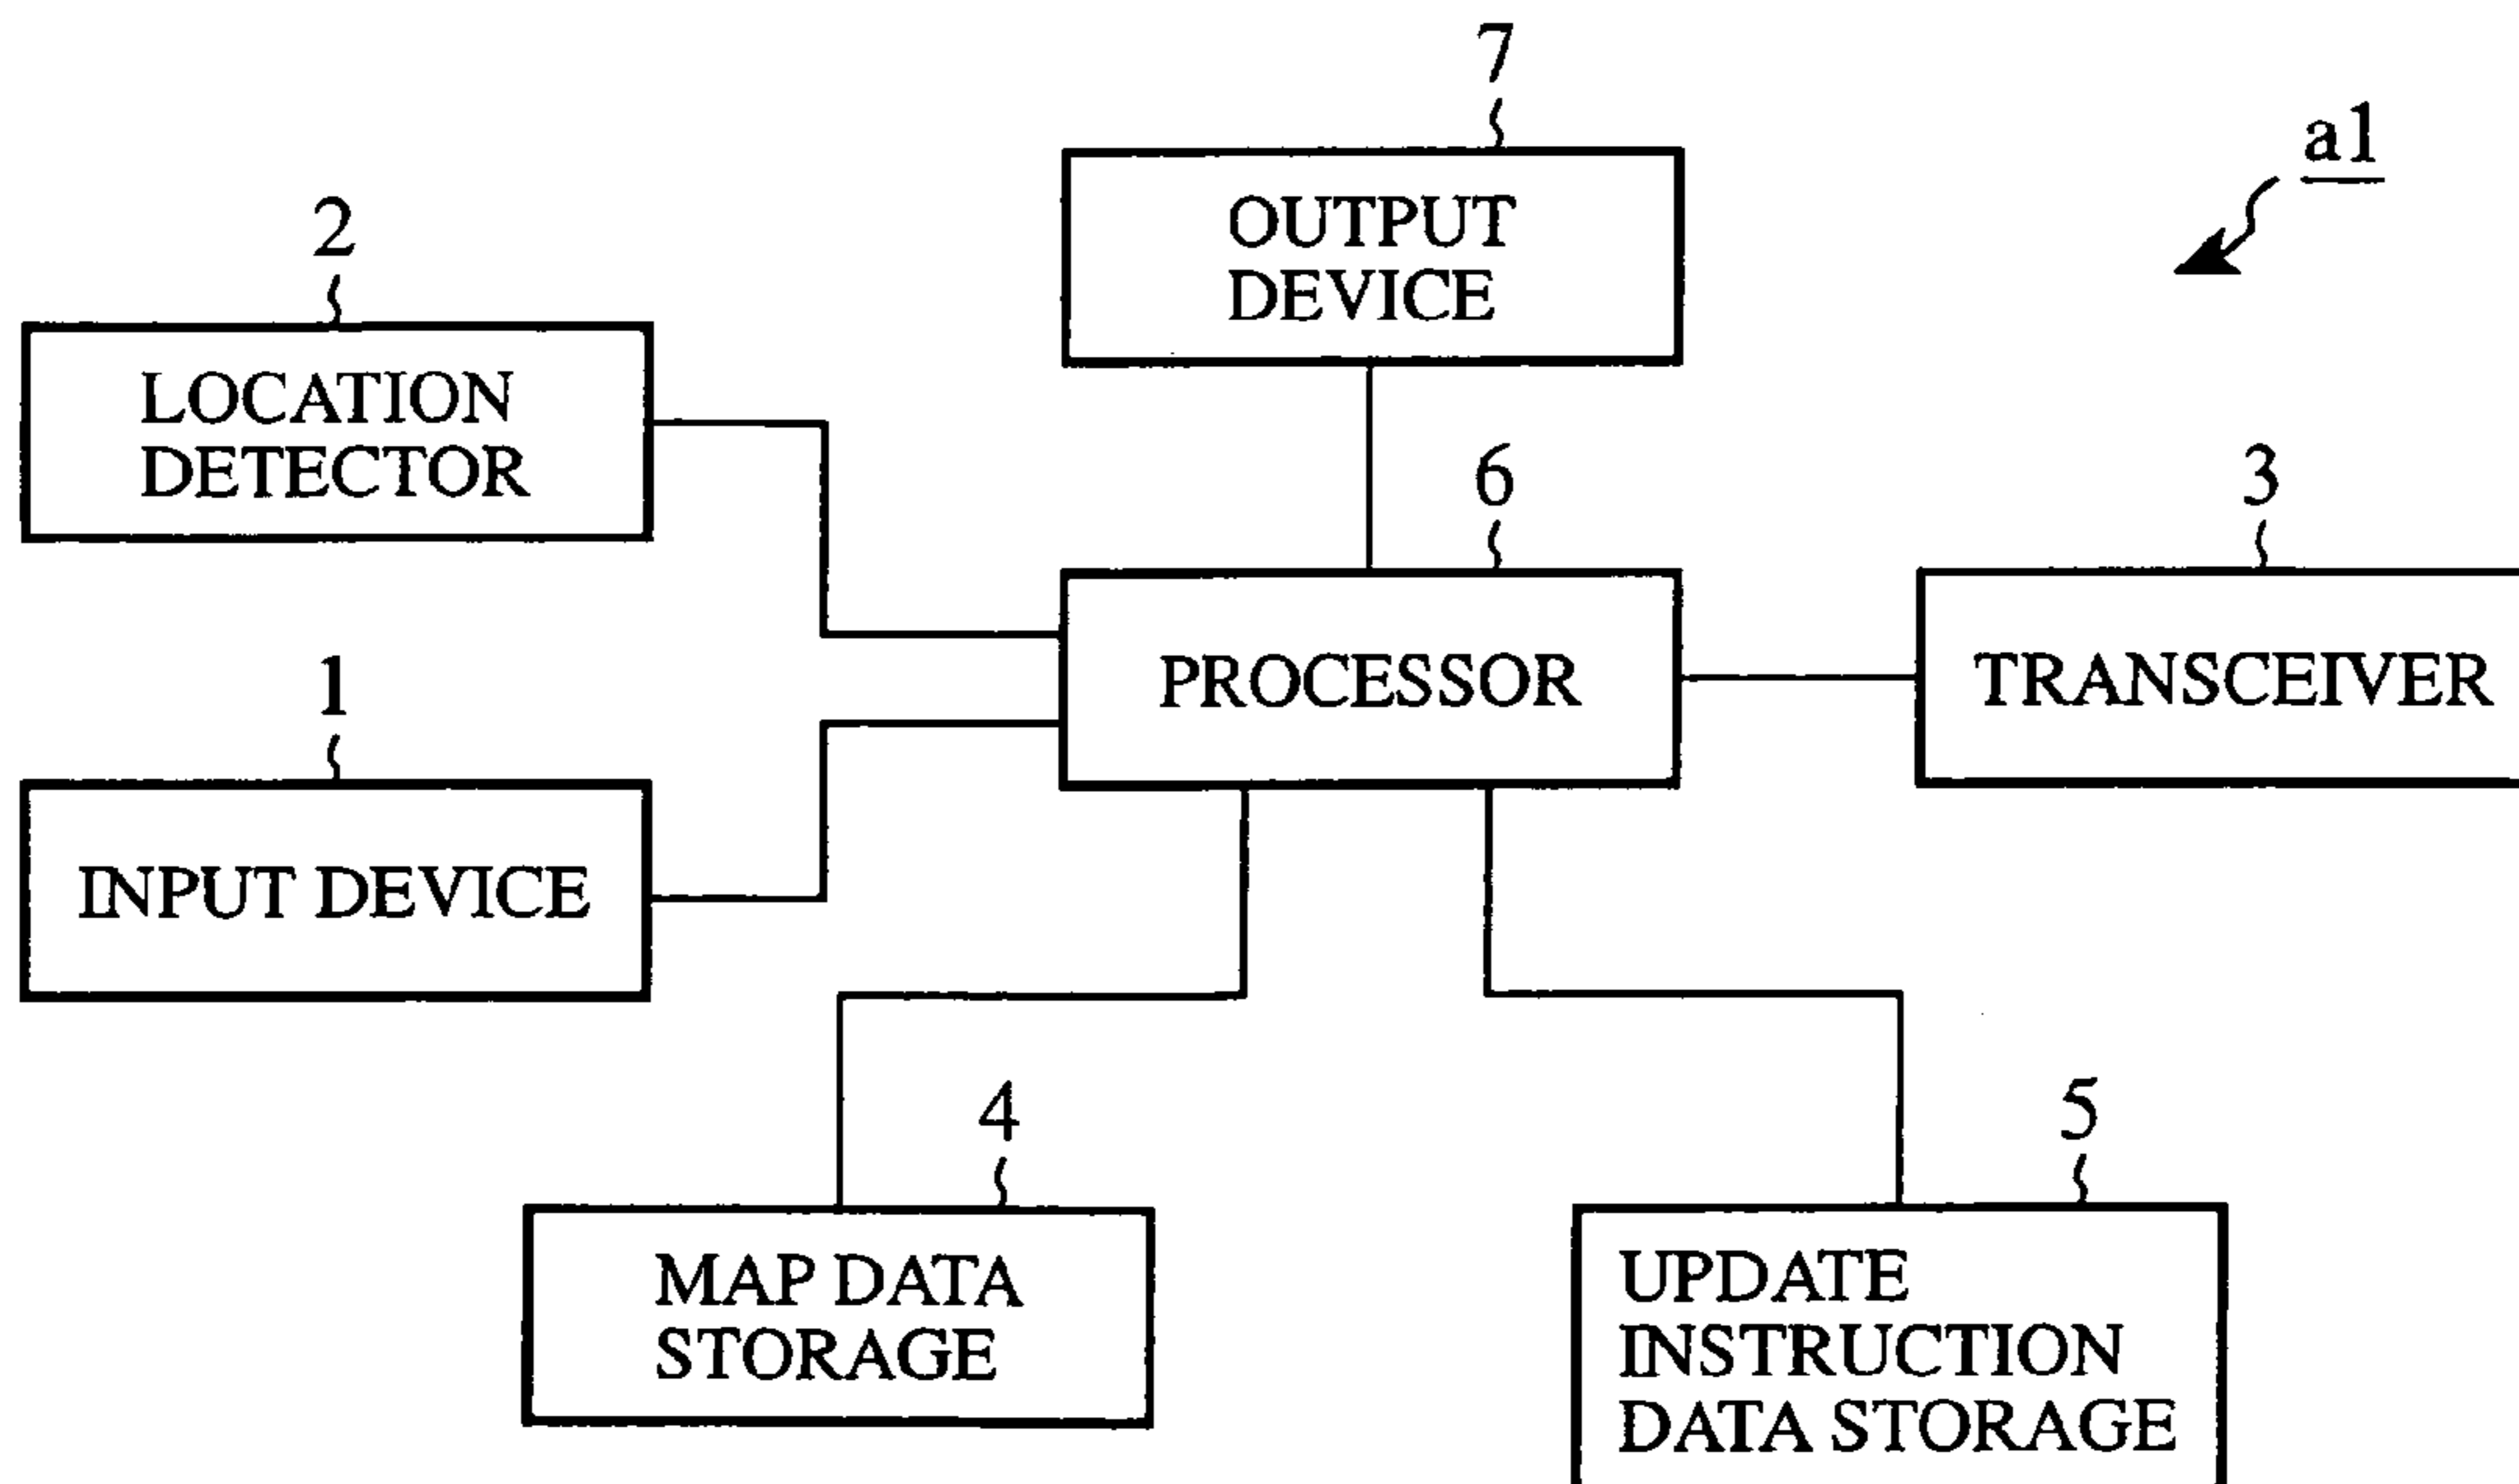 7
a1
OUTPUT
DEVICE
2
LOCATION
DETECTOR
6
3
PROCESSOR
TRANSCEIVER
1
INPUT DEVICE
4
MAP DATA
STORAGE
5
UPDATE
INSTRUCTION
DATA STORAGE